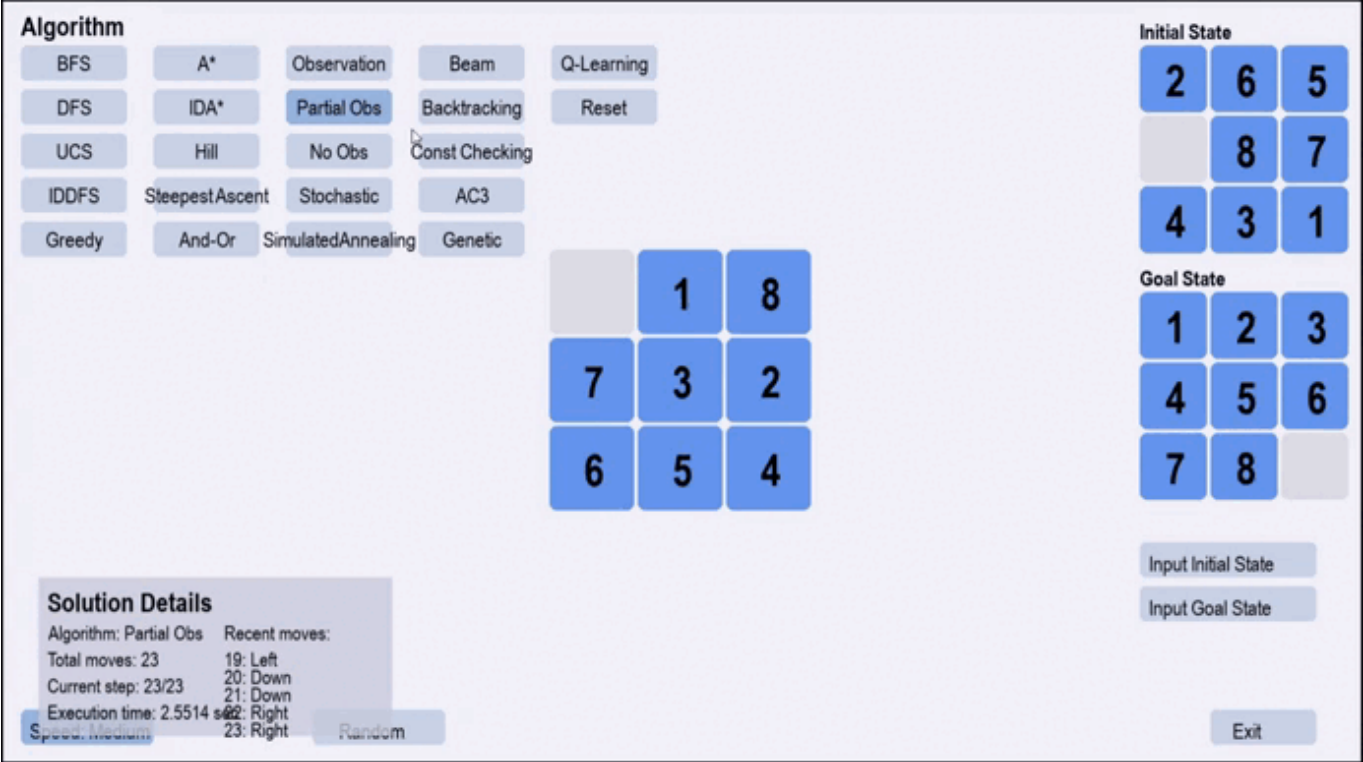 Algorithm
BFS A* Observation Beam Q-Learning
DFS IDA* Partial Obs Backtracking Reset
UCS Hill No Obs Const Checking
IDDFS SteepestAscent Stochastic AC3
Greedy And-Or SimulatedAnnealing Genetic
1 8
7 3 2
6 5 4
Initial State
2 6 5
8 7
4 3 1
Goal State
1 2 3
4 5 6
7 8
Input Initial State
Input Goal State
Solution Details
Algorithm: Partial Obs
Total moves: 23
Current step: 23/23
Execution time: 2.5514
Recent moves:
19: Left
20: Down
21: Down
22: Right
23: Right
Speed: Medium
Random
Exit